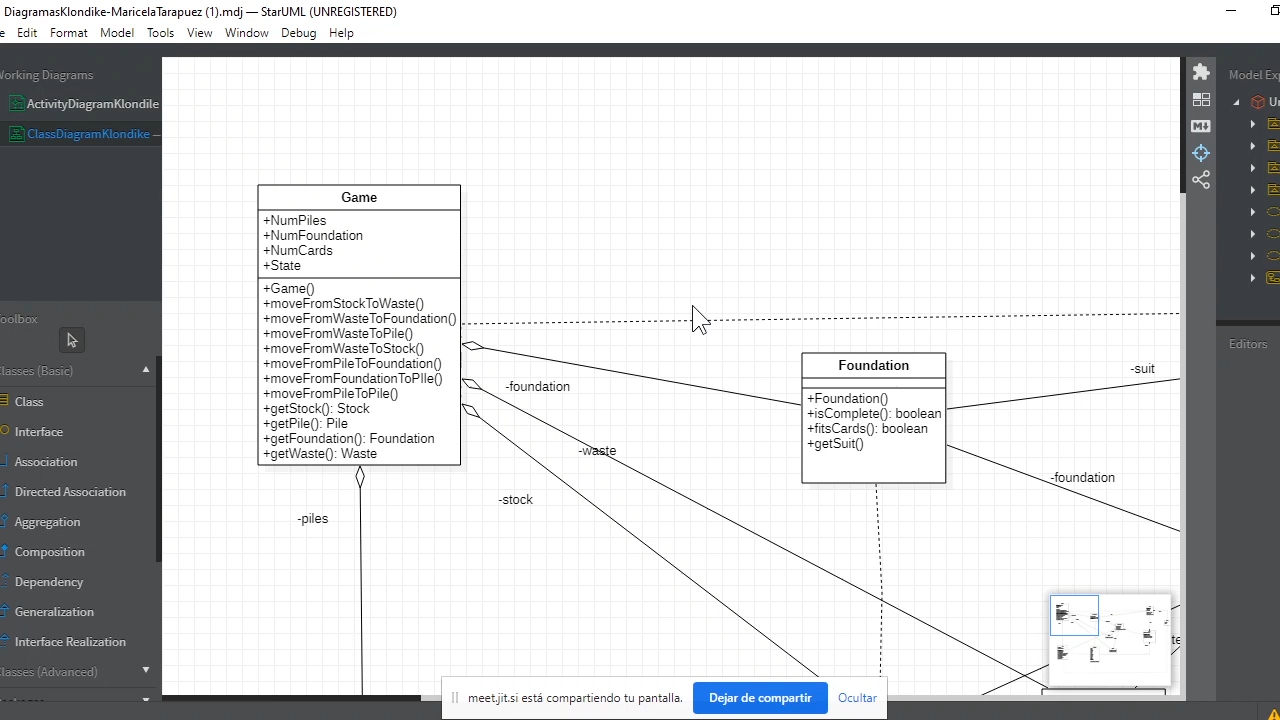 DiagramasKlondike-MaricelaTarapuez (1).mdj — StarUML (UNREGISTERED)
e Edit Format Model Tools View Window Debug Help
Vorking Diagrams
ActivityDiagramKlondile
ClassDiagramKlondike —
oolbox
lasses (Basic)
Class
Interface
Association
Directed Association
Aggregation
Composition
Dependency
Generalization
Interface Realization
lasses (Advanced)
Game
+NumPiles
+NumFoundation
+NumCards
+State
+Game()
+moveFromStockToWaste()
+moveFromWasteToFoundation()
+moveFromWasteToPile()
+moveFromWasteToStock()
+moveFromPileToFoundation()
+moveFromFoundationToPIle()
+moveFromPileToPile()
+getStock(): Stock
+getPile(): Pile
+getFoundation(): Foundation
+getWaste(): Waste
-piles
-foundation
-waste
-stock
Foundation
+Foundation()
+isComplete(): boolean
+fitsCards(): boolean
+getSuit()
-suit
-foundation
te
Model Exp
Un
Editors
meet.jit.si está compartiendo tu pantalla.
Dejar de compartir
Ocultar